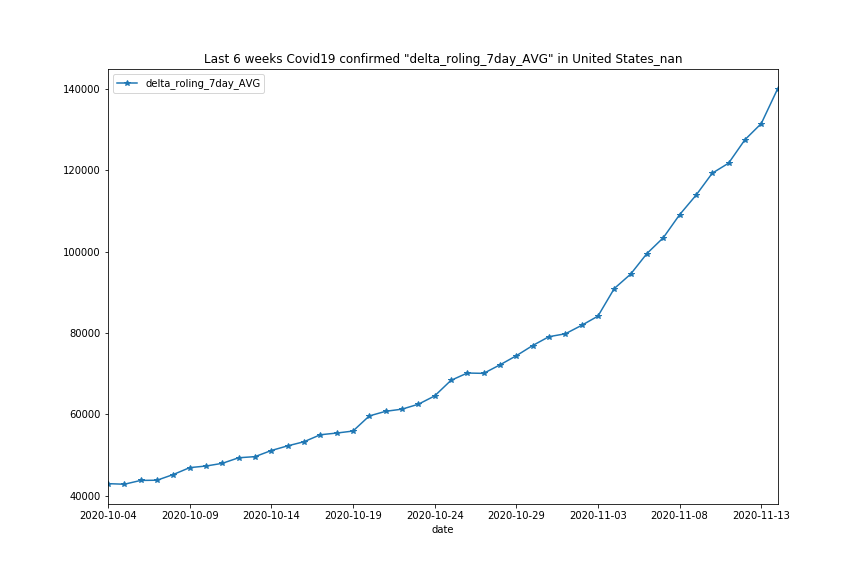 Last 6 weeks Covid19 confirmed "delta_roling_7day_AVG" in United States_nan
delta_roling_7day_AVG
140000
120000
100000
80000
60000
40000
2020-10-04 2020-10-09 2020-10-14 2020-10-19 2020-10-24 2020-10-29 2020-11-03 2020-11-08 2020-11-13
date